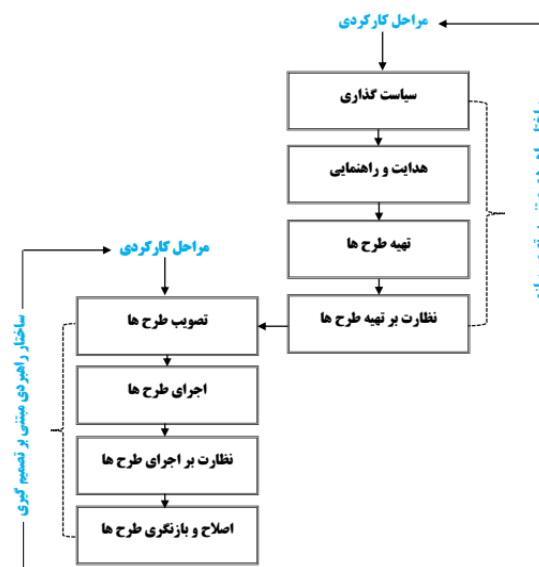 مراحل کارکردی
سیاست گذاری
هدایت و راهنمایی
تهیه طرح ها
نظارت بر تهیه طرح ها
مراحل کارکردی
تصویب طرح ها
اجرای طرح ها
نظارت بر اجرای طرح ها
اصلاح و بازنگری طرح ها
ساختار راهبردی مبتنی بر تصمیم گیری